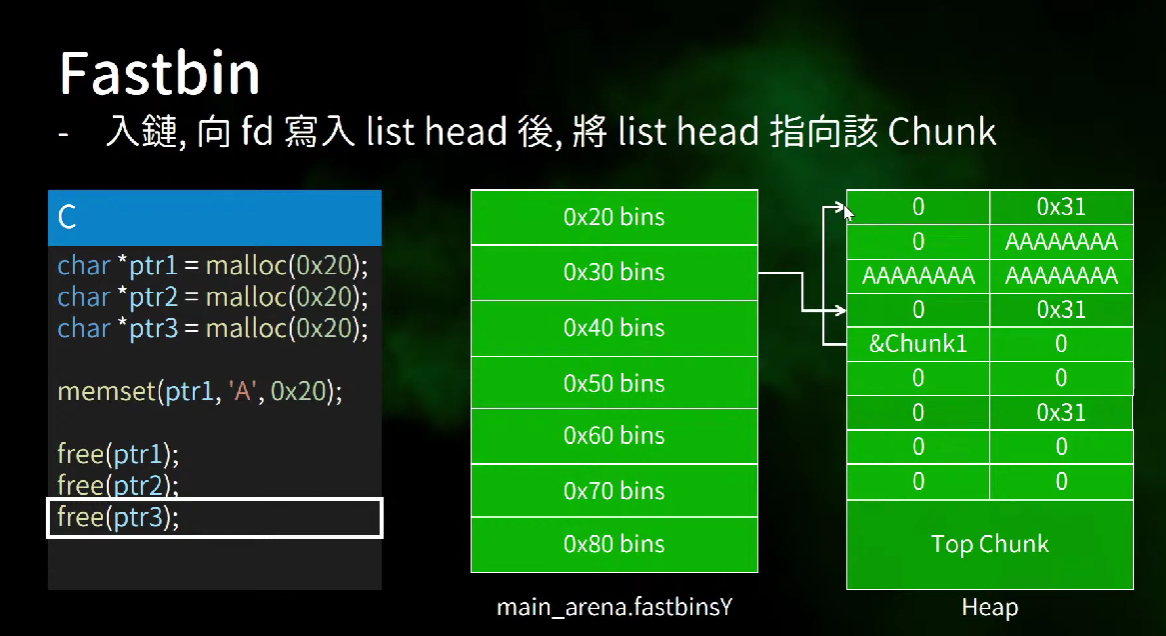 Fastbin
- 入鏈, 向 fd 寫入 list head 後, 將 list head 指向該 Chunk
C
char *ptr1 = malloc(0x20);
char *ptr2 = malloc(0x20);
char *ptr3 = malloc(0x20);
memset(ptr1, 'A', 0x20);
free(ptr1);
free(ptr2);
free(ptr3);
0x20 bins
0x30 bins
0x40 bins
0x50 bins
0x60 bins
0x70 bins
0x80 bins
main_arena.fastbinsY
0 0x31
0 AAAAAAAA
AAAAAAAA AAAAAAAA
0 0x31
&Chunk1 0
0 0
0 0x31
0 0
0 0
Top Chunk
Heap